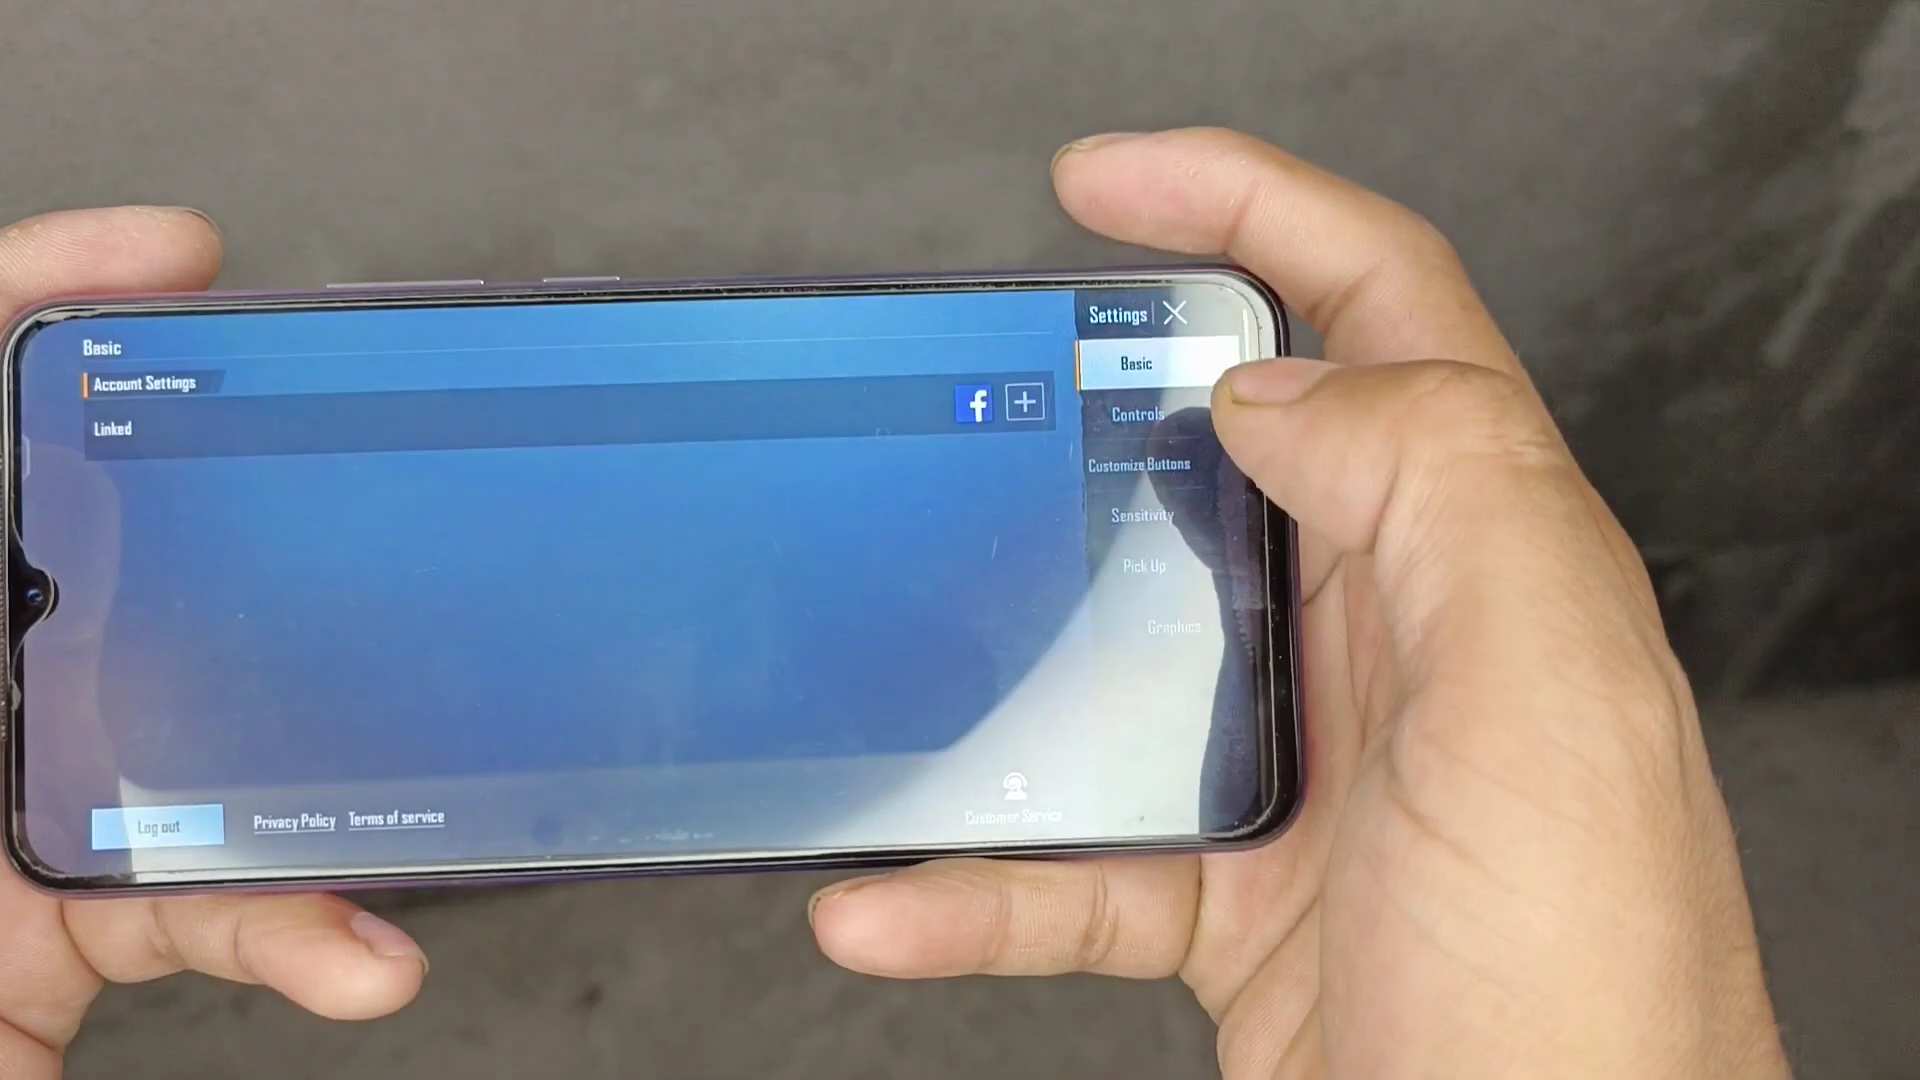 Basic
Account Settings
Linked
Log out
Privacy Policy
Terms of service
Customer Service
Settings
Basic
Controls
Customize Buttons
Sensitivity
Pick Up
Graphics